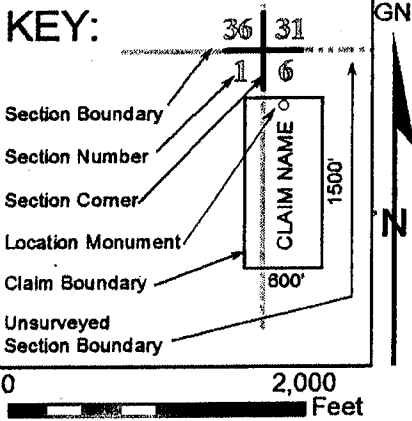 KEY:
GN
36 31
1 6
Section Boundary
Section Number
Section Corner
Location Monument
Claim Boundary
Unsurveyed
Section Boundary
CLAIM NAME
1500'
600'
N
0 2,000
Feet